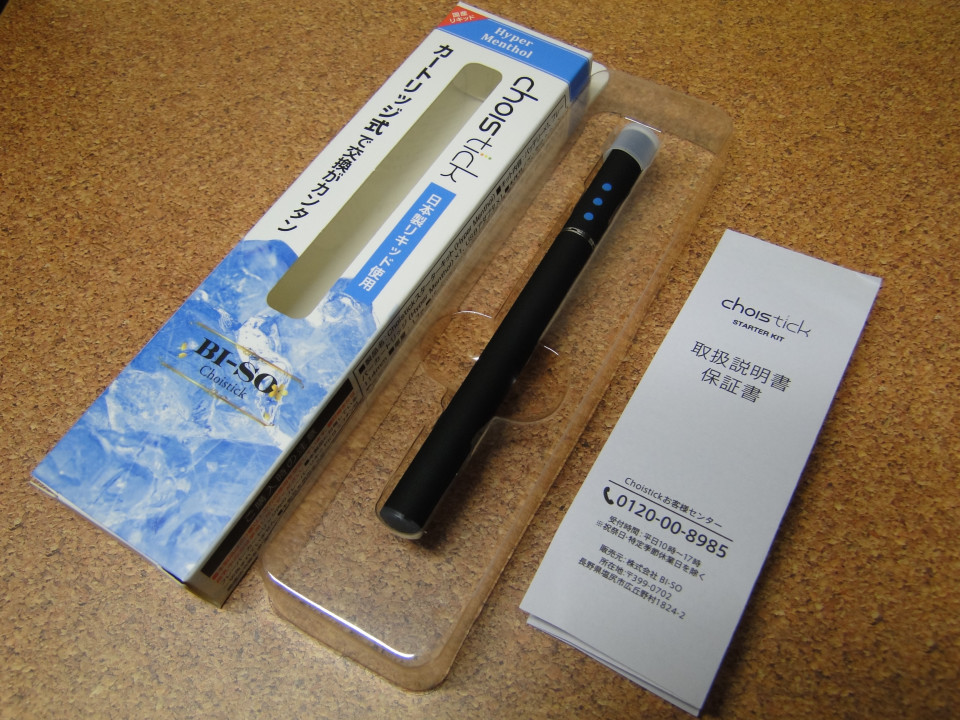 国産
リキッド
Hyper
Menthol
choistick
カートリッジ式で交換がカンタン
日本製リキッド使用
BI-SO
Choistick
choistick
STARTER KIT
取扱説明書
保証書
Choistickお客様センター
0120-00-8985
受付時間：平日10時－17時
※祝祭日・特定季節休業日を除く
販売元：株式会社 BI-SO
所在地：〒399-0702
長野県塩尻市広丘野村1824-2